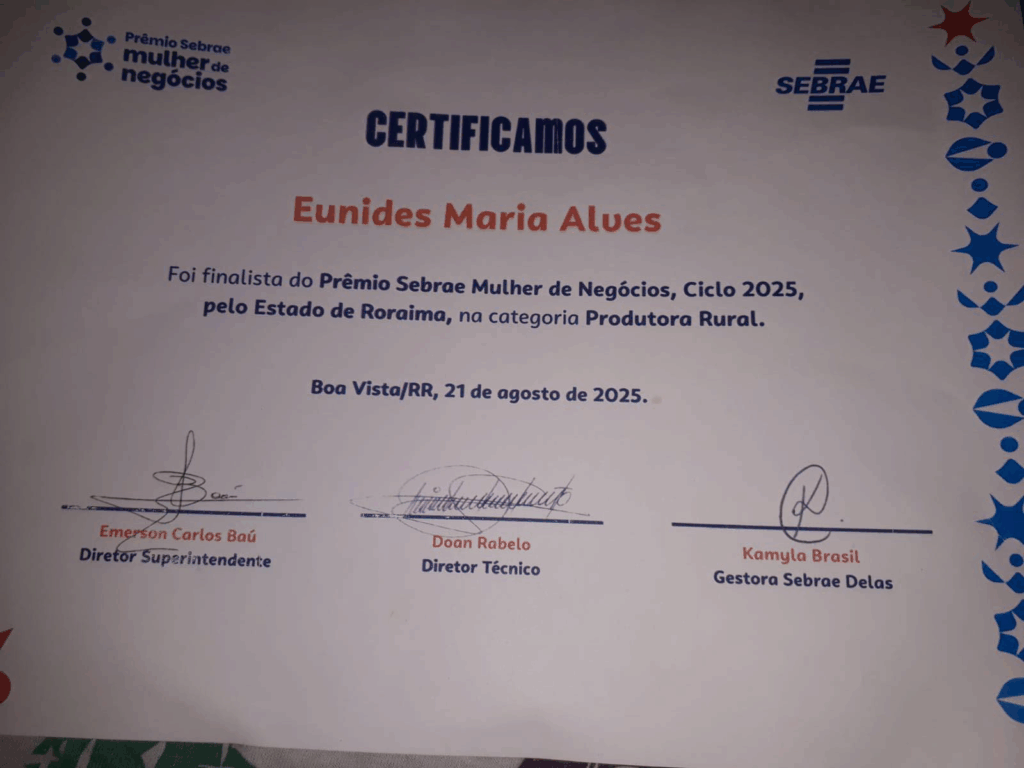 Prêmio Sebrae
mulher de
negócios
SEBRAE
CERTIFICAMOS
Eunides Maria Alves
Foi finalista do Prêmio Sebrae Mulher de Negócios, Ciclo 2025,
pelo Estado de Roraima, na categoria Produtora Rural.
Boa Vista/RR, 21 de agosto de 2025.
Emerson Carlos Baú
Diretor Superintendente
Doan Rabelo
Diretor Técnico
Kamyla Brasil
Gestora Sebrae Delas